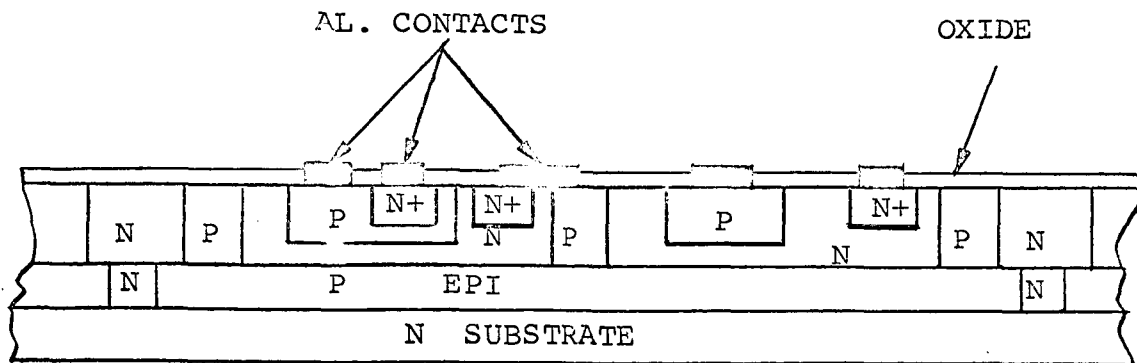 AL. CONTACTS OXIDE
N+ N+ N+
P P
N P N P N P N
N P EPI N
N SUBSTRATE